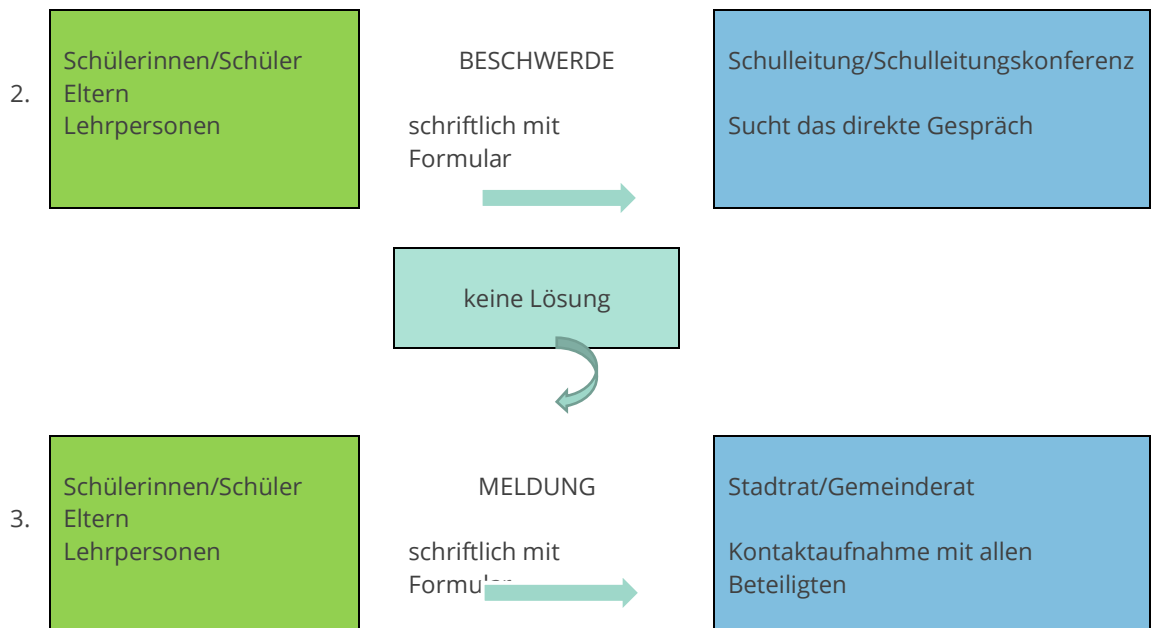 2.
Schülerinnen/Schüler
Eltern
Lehrpersonen
BESCHWERDE
schriftlich mit
Formular
Schulleitung/Schulleitungskonferenz
Sucht das direkte Gespräch
keine Lösung
3.
Schülerinnen/Schüler
Eltern
Lehrpersonen
MELDUNG
schriftlich mit
Formular
Stadtrat/Gemeinderat
Kontaktaufnahme mit allen
Beteiligten